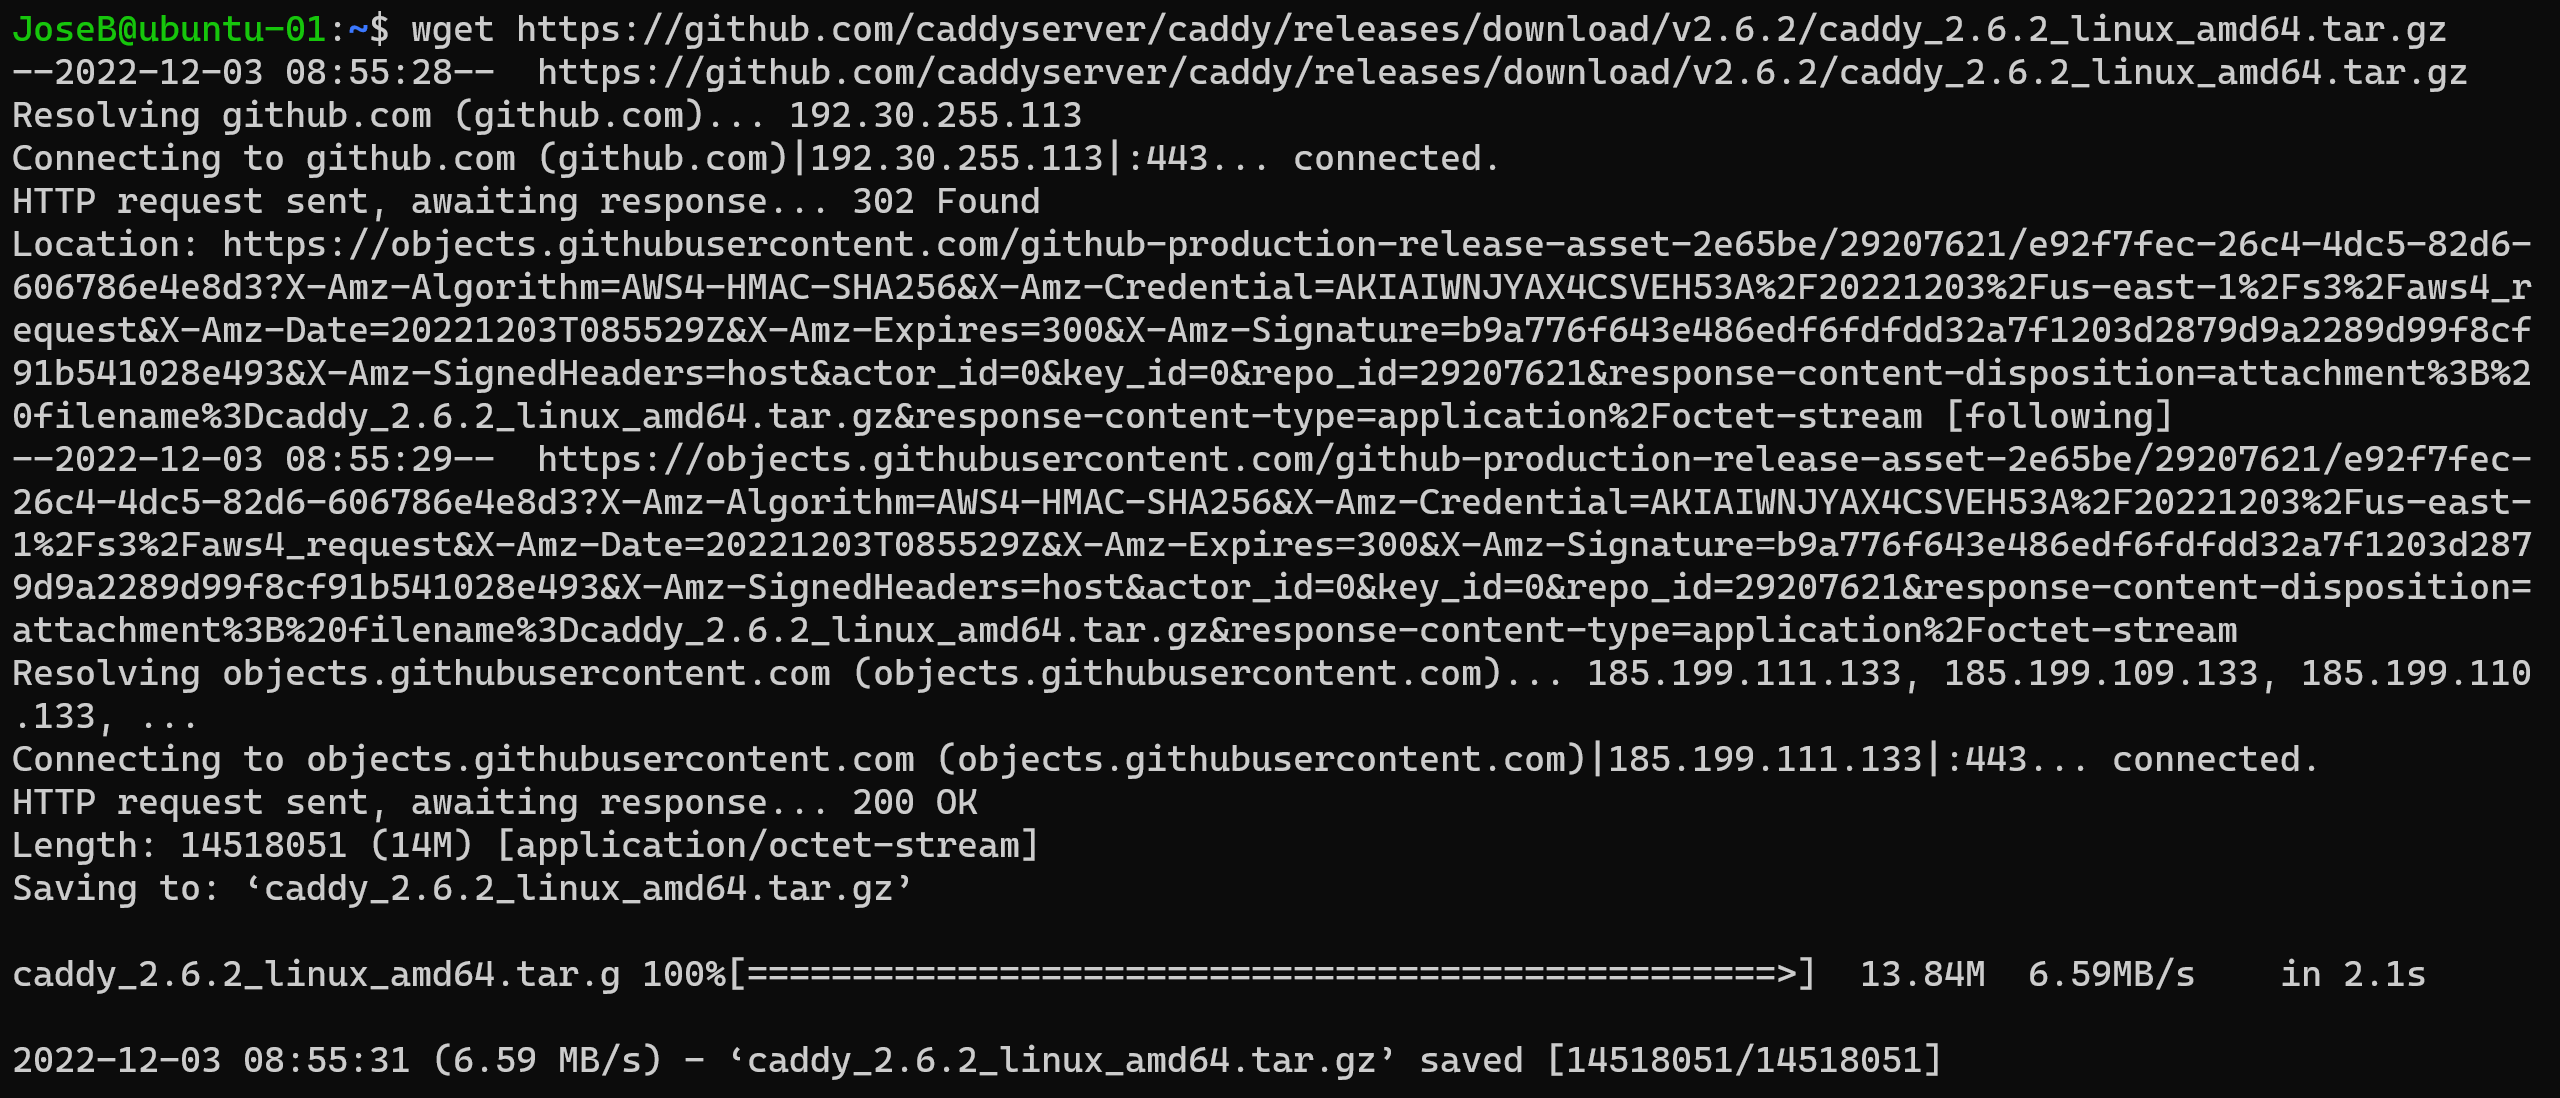 JoseB@ubuntu-01:~$ wget https://github.com/caddyserver/caddy/releases/download/v2.6.2/caddy_2.6.2_linux_amd64.tar.gz
--2022-12-03 08:55:28--  https://github.com/caddyserver/caddy/releases/download/v2.6.2/caddy_2.6.2_linux_amd64.tar.gz
Resolving github.com (github.com)... 192.30.255.113
Connecting to github.com (github.com)|192.30.255.113|:443... connected.
HTTP request sent, awaiting response... 302 Found
Location: https://objects.githubusercontent.com/github-production-release-asset-2e65be/29207621/e92f7fec-26c4-4dc5-82d6-
606786e4e8d3?X-Amz-Algorithm=AWS4-HMAC-SHA256&X-Amz-Credential=AKIAIWNJYAX4CSVEH53A%2F20221203%2Fus-east-1%2Fs3%2Faws4_r
equest&X-Amz-Date=20221203T085529Z&X-Amz-Expires=300&X-Amz-Signature=b9a776f643e486edf6fdfdd32a7f1203d2879d9a2289d99f8cf
91b541028e493&X-Amz-SignedHeaders=host&actor_id=0&key_id=0&repo_id=29207621&response-content-disposition=attachment%3B%2
0filename%3Dcaddy_2.6.2_linux_amd64.tar.gz&response-content-type=application%2Foctet-stream [following]
--2022-12-03 08:55:29--  https://objects.githubusercontent.com/github-production-release-asset-2e65be/29207621/e92f7fec-
26c4-4dc5-82d6-606786e4e8d3?X-Amz-Algorithm=AWS4-HMAC-SHA256&X-Amz-Credential=AKIAIWNJYAX4CSVEH53A%2F20221203%2Fus-east-
1%2Fs3%2Faws4_request&X-Amz-Date=20221203T085529Z&X-Amz-Expires=300&X-Amz-Signature=b9a776f643e486edf6fdfdd32a7f1203d287
9d9a2289d99f8cf91b541028e493&X-Amz-SignedHeaders=host&actor_id=0&key_id=0&repo_id=29207621&response-content-disposition=
attachment%3B%20filename%3Dcaddy_2.6.2_linux_amd64.tar.gz&response-content-type=application%2Foctet-stream
Resolving objects.githubusercontent.com (objects.githubusercontent.com)... 185.199.111.133, 185.199.109.133, 185.199.110
.133, ...
Connecting to objects.githubusercontent.com (objects.githubusercontent.com)|185.199.111.133|:443... connected.
HTTP request sent, awaiting response... 200 OK
Length: 14518051 (14M) [application/octet-stream]
Saving to: ‘caddy_2.6.2_linux_amd64.tar.gz’
caddy_2.6.2_linux_amd64.tar.g 100%[=================================================>]  13.84M  6.59MB/s    in 2.1s
2022-12-03 08:55:31 (6.59 MB/s) - ‘caddy_2.6.2_linux_amd64.tar.gz’ saved [14518051/14518051]